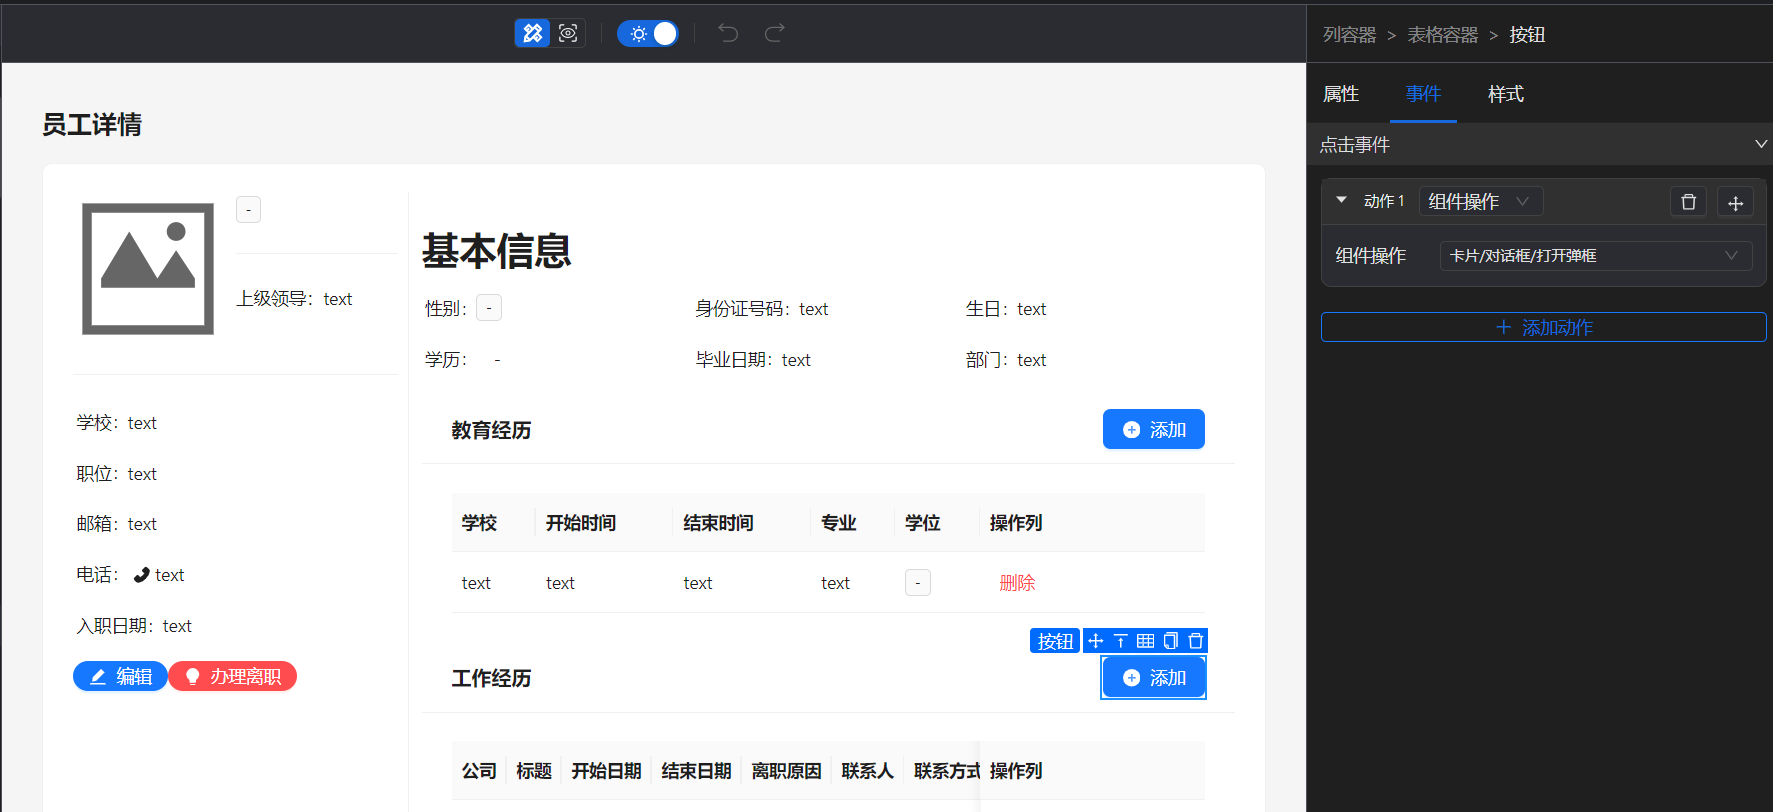 列容器 > 表格容器 > 按钮
属性 事件 样式
点击事件
动作 1 组件操作
组件操作 卡片/对话框/打开弹框
添加动作
员工详情
-
上级领导：text
学校：text
职位：text
邮箱：text
电话： text
入职日期：text
编辑 办理离职
基本信息
性别： - 身份证号码：text 生日：text
学历： - 毕业日期：text 部门：text
教育经历 添加
学校 开始时间 结束时间 专业 学位 操作列
text text text text - 删除
按钮
工作经历 添加
公司 标题 开始日期 结束日期 离职原因 联系人 联系方式 操作列